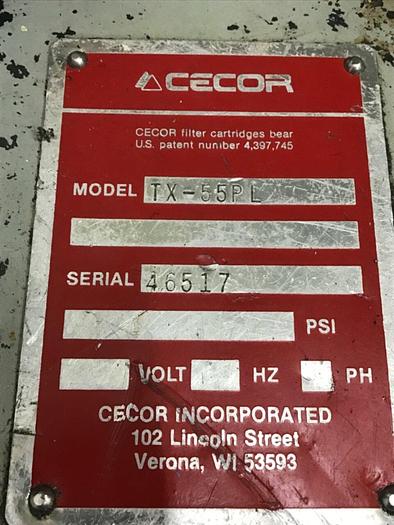 CECOR
CECOR filter cartridges bear
U.S. patent number 4,397,745
MODEL TX-55PL
SERIAL 46517
PSI
VOLT HZ PH
CECOR INCORPORATED
102 Lincoln Street
Verona, WI 53593